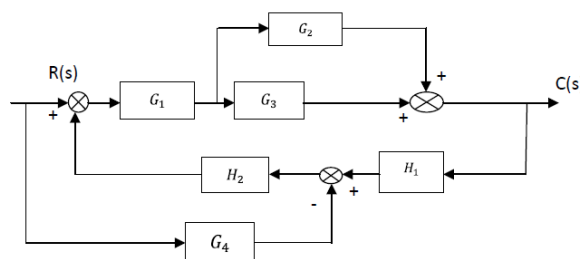 G₂
+
R(s)
C(s
G₁
G₃
+
+
H₂
H₁
+
-
G₄